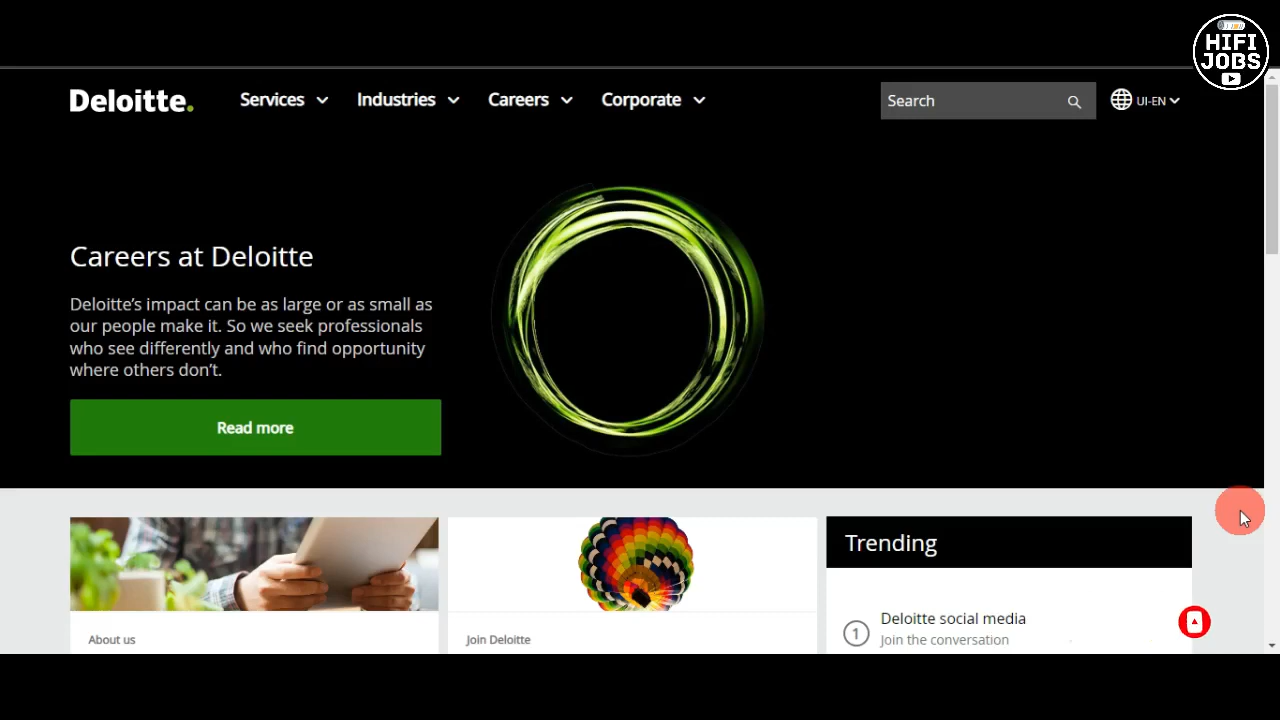 HIFI
JOBS
Deloitte.
Services
Industries
Careers
Corporate
Search
UI-EN
Careers at Deloitte
Deloitte’s impact can be as large or as small as
our people make it. So we seek professionals
who see differently and who find opportunity
where others don’t.
Read more
Trending
1
Deloitte social media
Join the conversation
About us
Join Deloitte